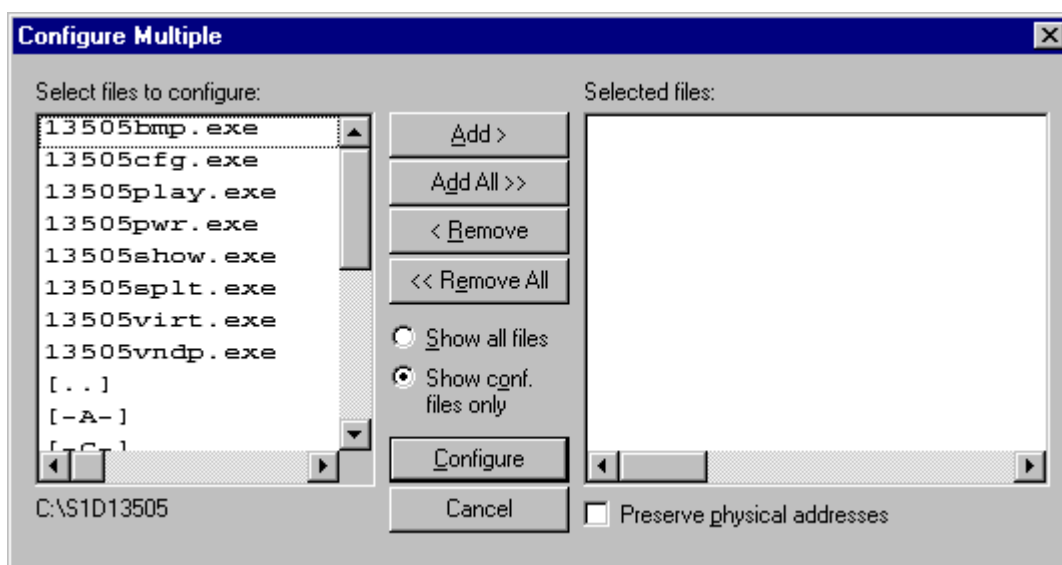 Configure Multiple
Select files to configure:
Selected files:
13505bmp.exe
13505cfg.exe
13505play.exe
13505pwr.exe
13505show.exe
13505splt.exe
13505virt.exe
13505vndp.exe
[..]
[-A-]
[-C-]
Add >
Add All >>
< Remove
<< Remove All
Show all files
Show conf.
files only
Configure
Cancel
C:\S1D13505
Preserve physical addresses